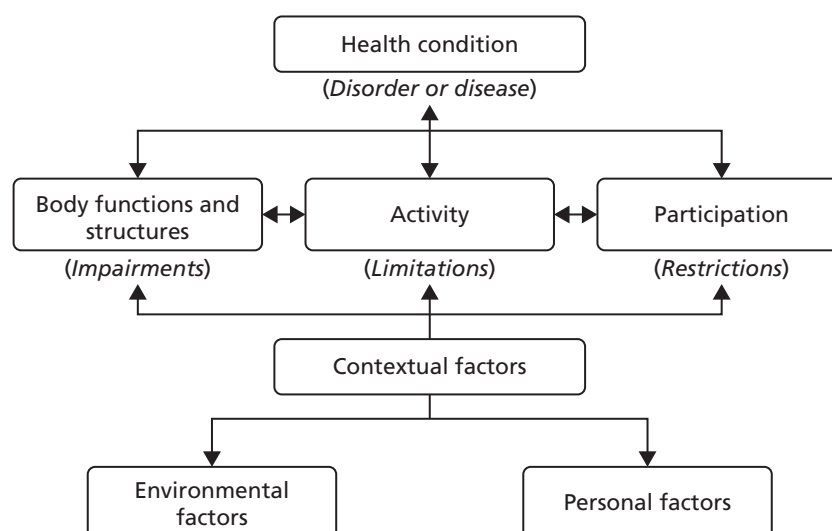 Health condition
(Disorder or disease)
Body functions and
structures
Activity
Participation
(Impairments)
(Limitations)
(Restrictions)
Contextual factors
Environmental
factors
Personal factors